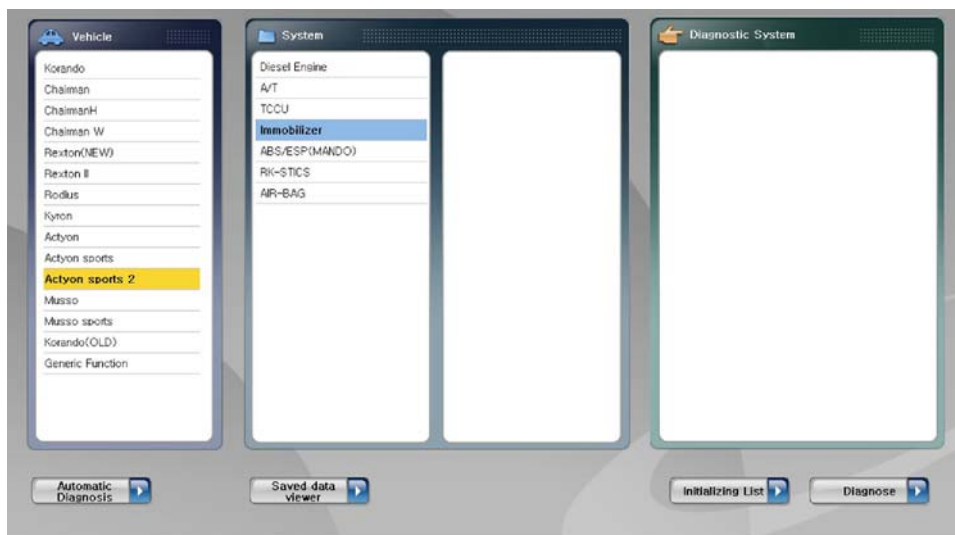 Vehicle
Korando
Chairman
ChairmanH
Chairman W
Rexton(NEW)
Rexton Ⅱ
Rodius
Kyron
Actyon
Actyon sports
Actyon sports 2
Musso
Musso sports
Korando(OLD)
Generic Function
System
Diesel Engine
A/T
TCCU
Immobilizer
ABS/ESP(MANDO)
RK-STICS
AIR-BAG
Diagnostic System
Automatic
Diagnosis
Saved data
viewer
Initializing List
Diagnose